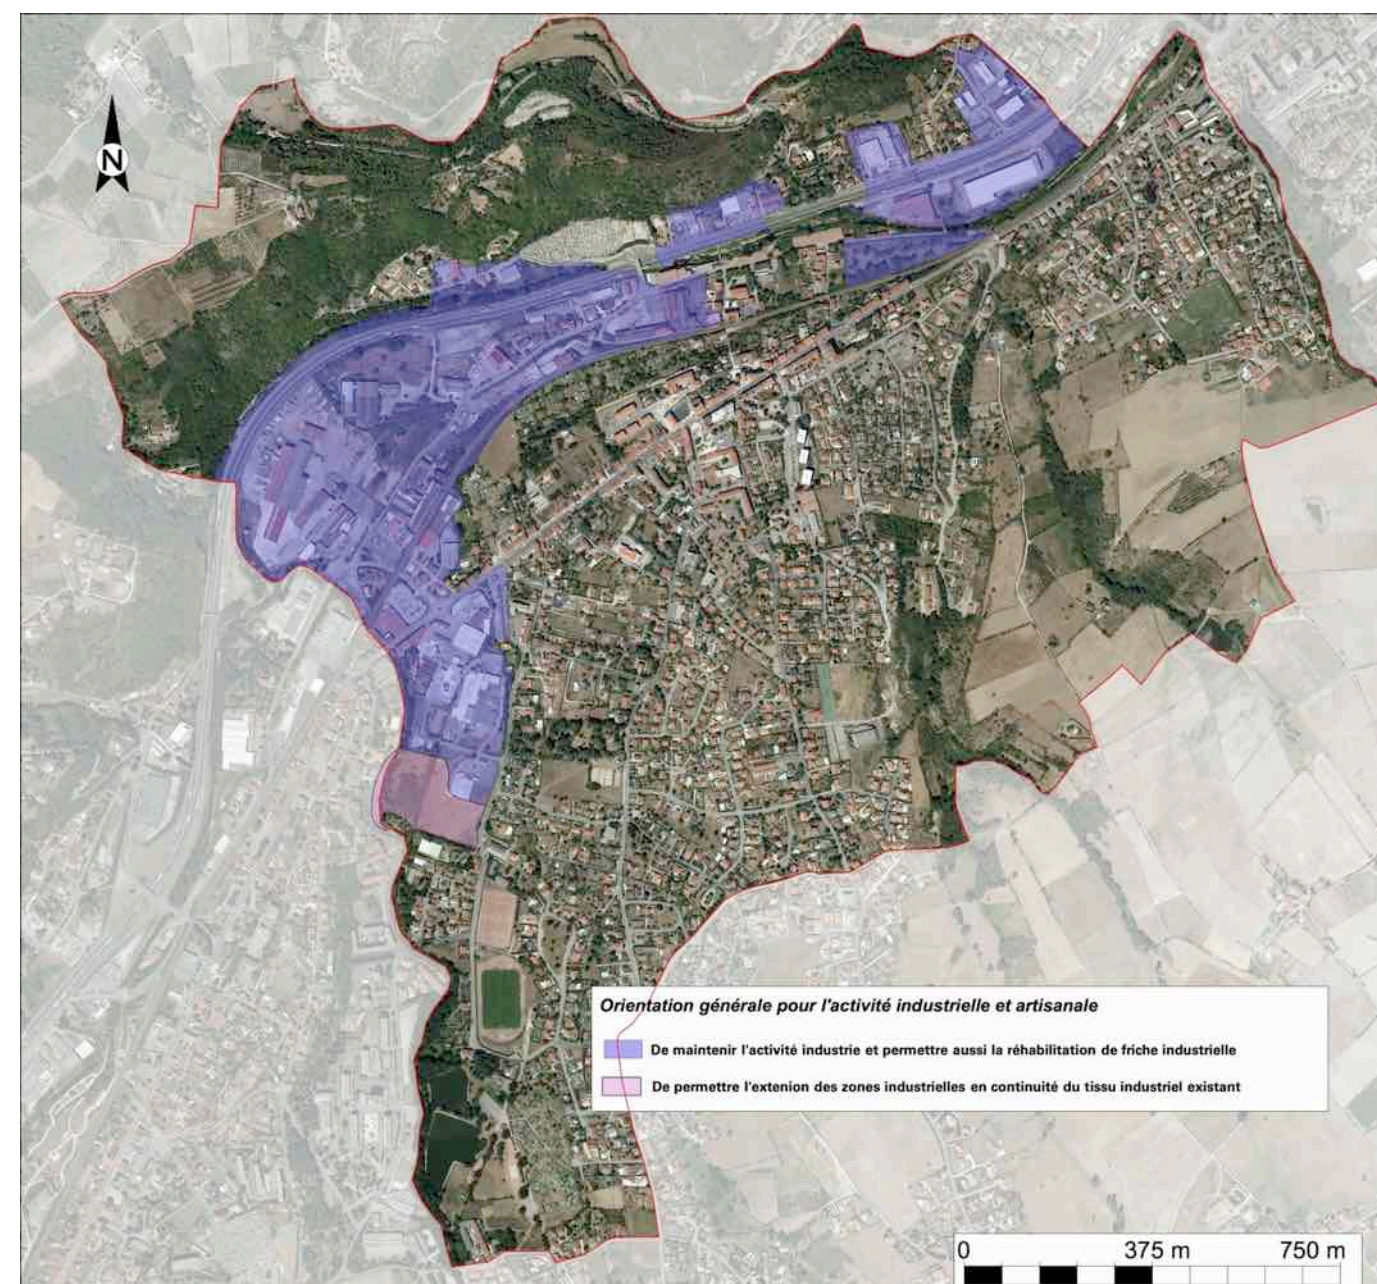 N
Orientation générale pour l'activité industrielle et artisanale
De maintenir l'activité industrie et permettre aussi la réhabilitation de friche industrielle
De permettre l'extenion des zones industrielles en continuité du tissu industriel existant
0 375 m 750 m